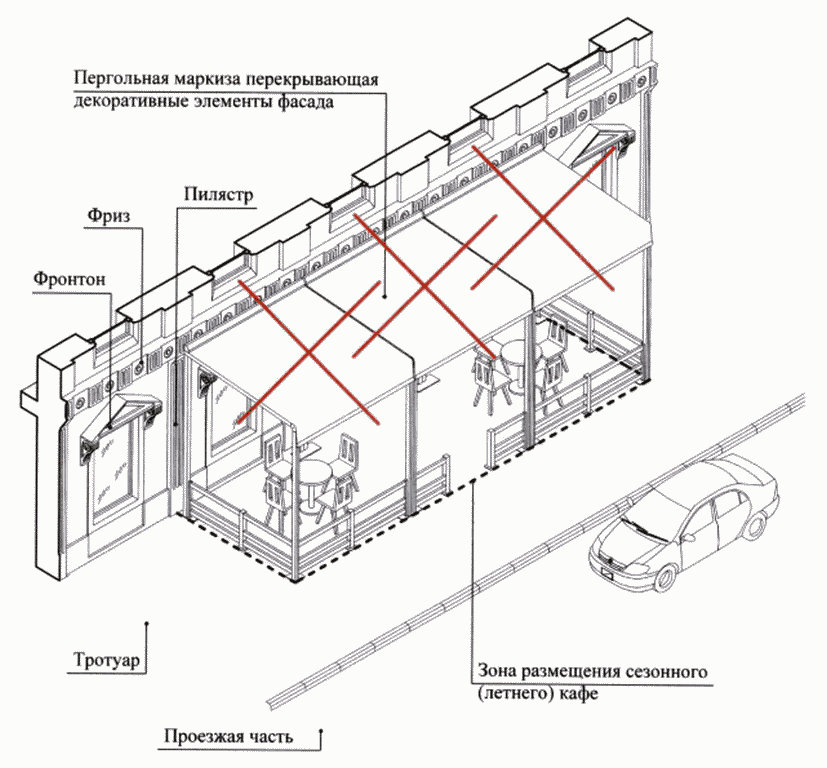 Пергольная маркиза перекрывающая
декоративные элементы фасада
Пилястр
Фриз
Фронтон
Тротуар
Зона размещения сезонного
(летнего) кафе
Проезжая часть